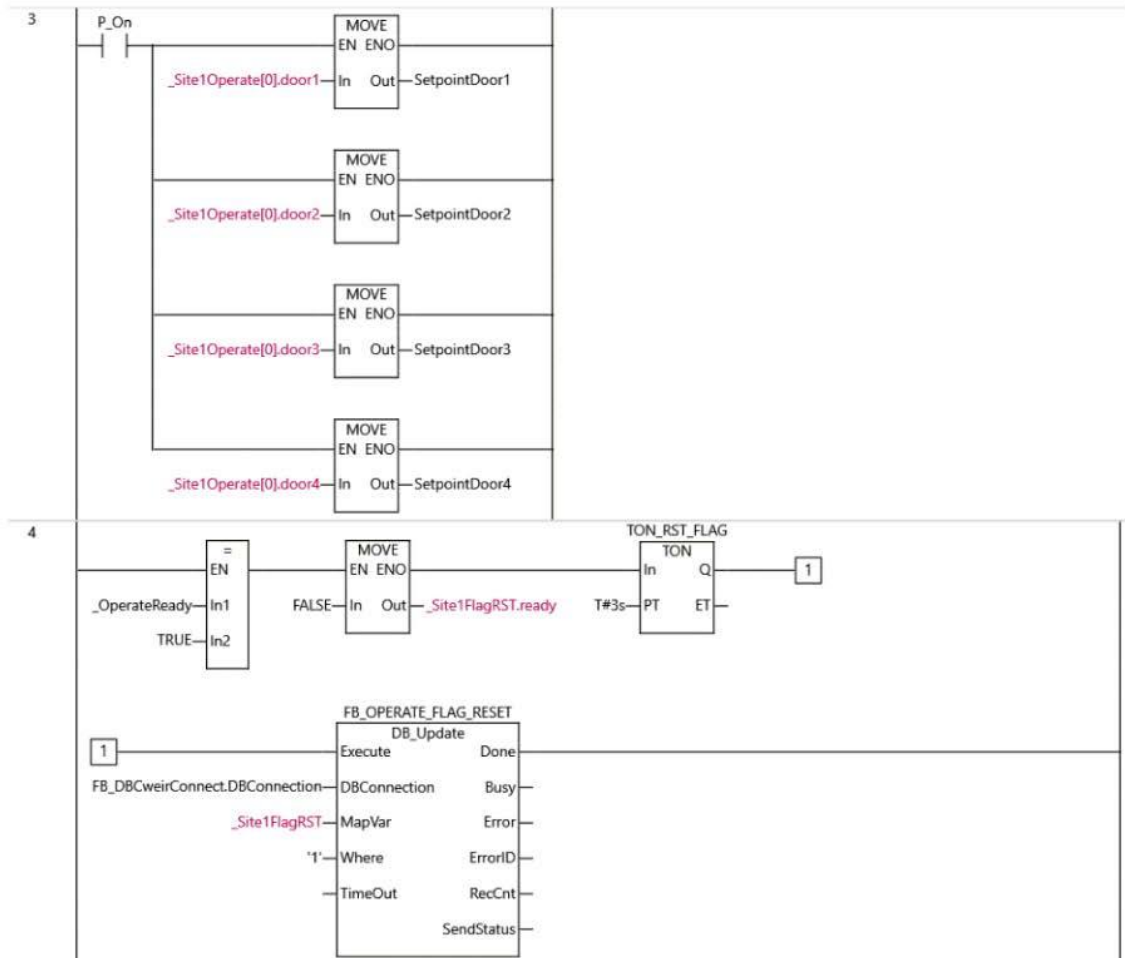 3
P_On
MOVE
EN ENO
_Site1Operate[0].door1 In Out SetpointDoor1
MOVE
EN ENO
_Site1Operate[0].door2 In Out SetpointDoor2
MOVE
EN ENO
_Site1Operate[0].door3 In Out SetpointDoor3
MOVE
EN ENO
_Site1Operate[0].door4 In Out SetpointDoor4
4
TON_RST_FLAG
= MOVE TON
EN EN ENO In Q 1
_OperateReady In1 FALSE In Out _Site1FlagRST.ready T#3s PT ET
TRUE In2
FB_OPERATE_FLAG_RESET
DB_Update
1 Execute Done
FB_DBCweirConnect.DBConnection DBConnection Busy
_Site1FlagRST MapVar Error
'1' Where ErrorID
TimeOut RecCnt
SendStatus